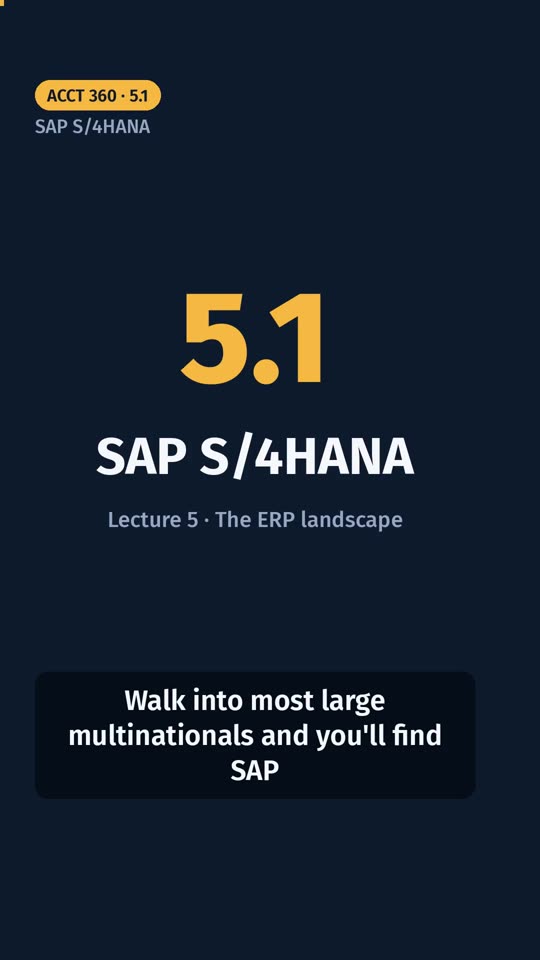 ACCT 360 · 5.1
SAP S/4HANA
5.1
SAP S/4HANA
Lecture 5 · The ERP landscape
Walk into most large
multinationals and you'll find
SAP